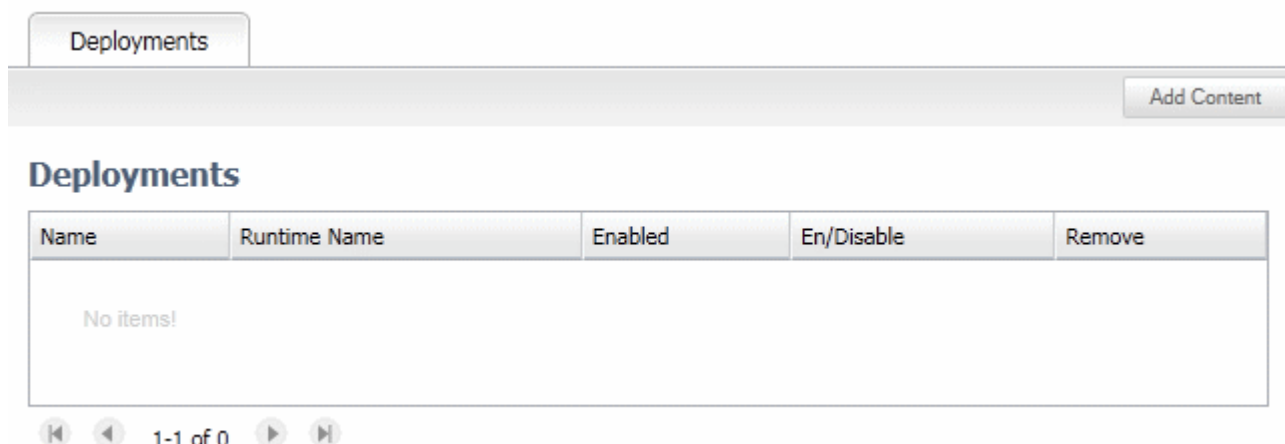 Deployments
Add Content
Deployments
Name Runtime Name Enabled En/Disable Remove
No items!
1-1 of 0